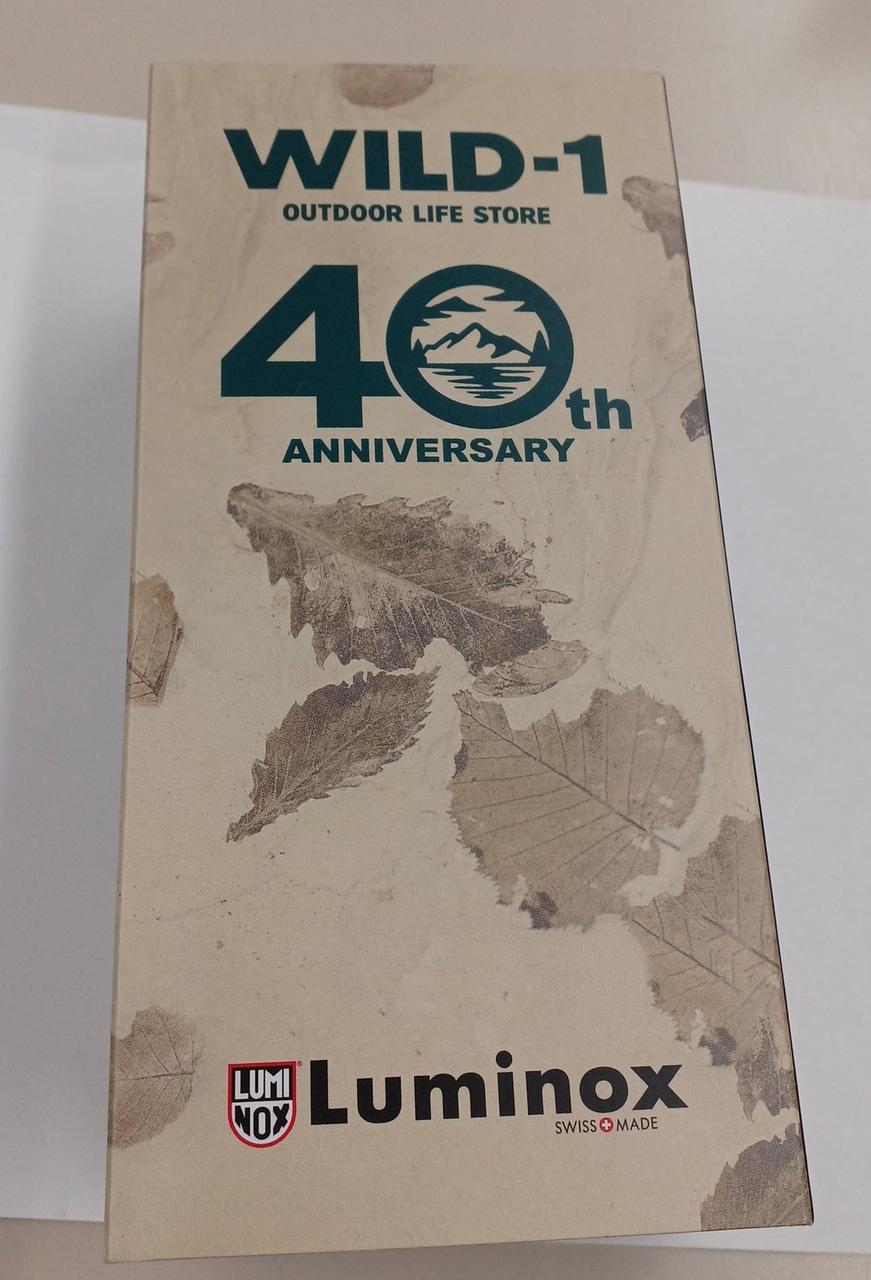 WILD-1
OUTDOOR LIFE STORE
40th
ANNIVERSARY
LUMI
NOX
®
Luminox
SWISS MADE